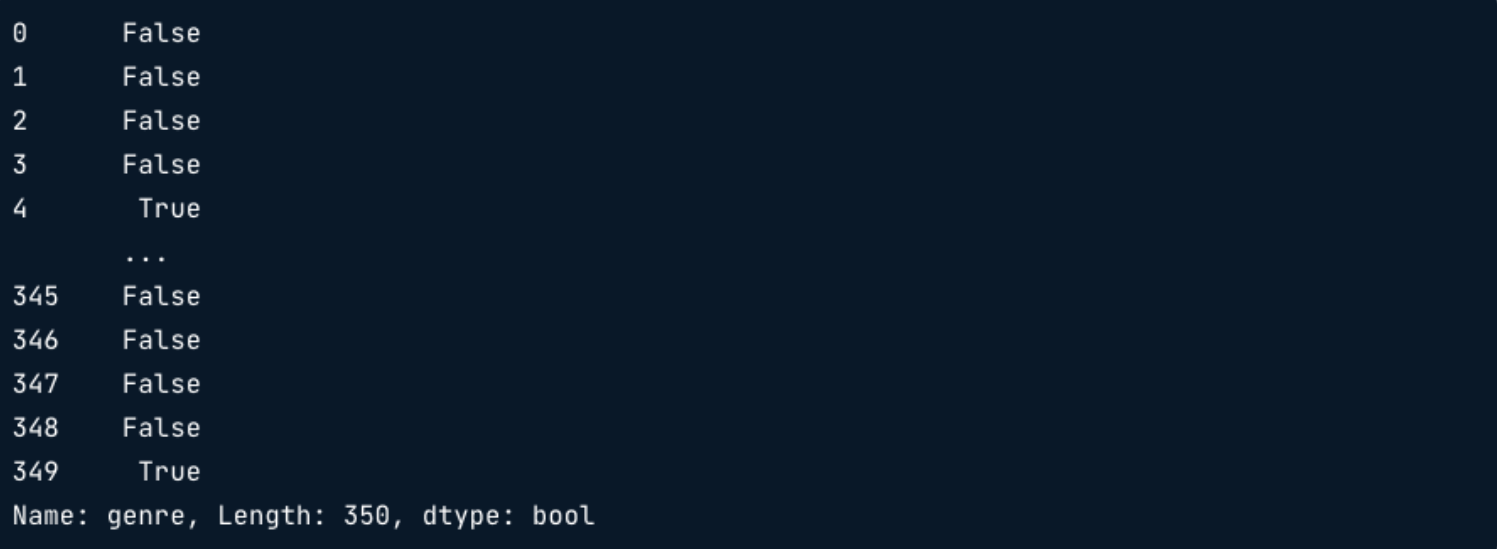 0      False
1      False
2      False
3      False
4       True
       ...
345    False
346    False
347    False
348    False
349     True
Name: genre, Length: 350, dtype: bool